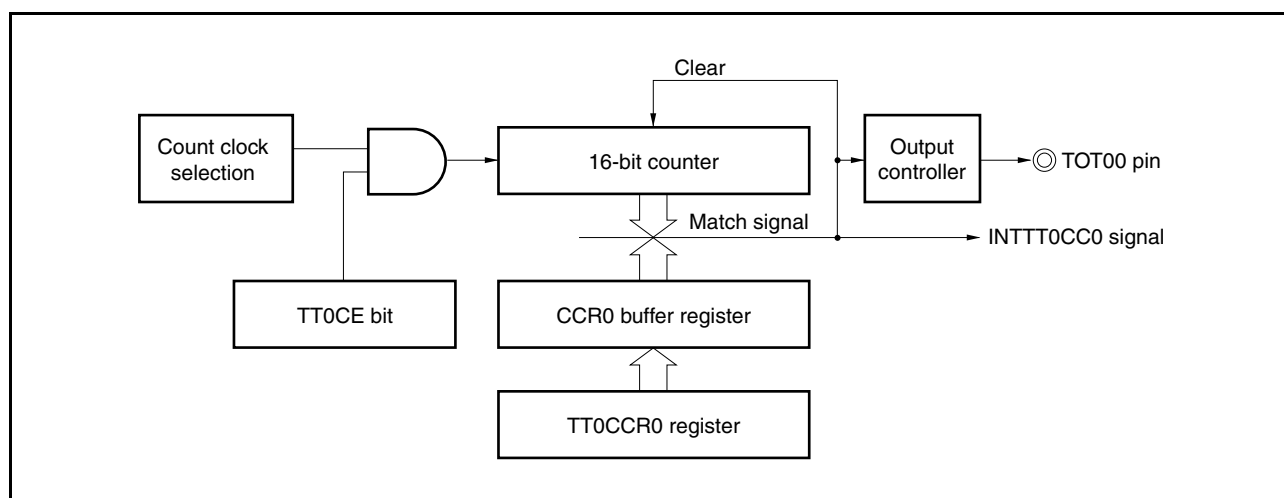 Clear
Count clock
selection
16-bit counter
Output
controller
TOT00 pin
Match signal
INTTT0CC0 signal
TT0CE bit
CCR0 buffer register
TT0CCR0 register